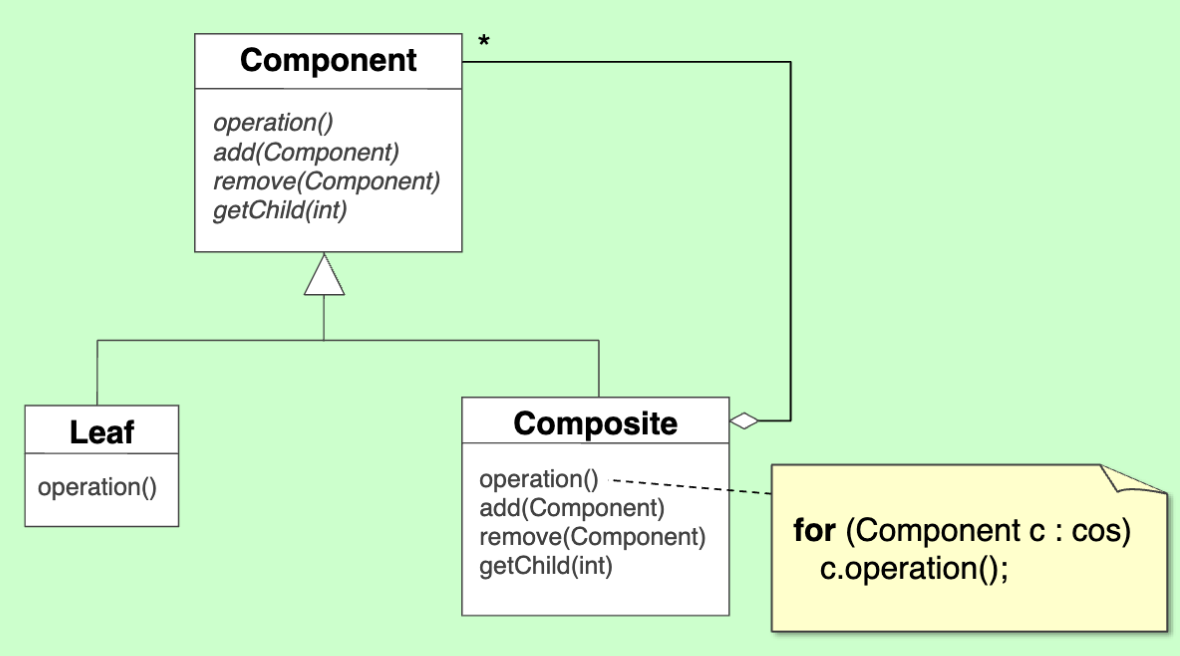 Component
*
operation()
add(Component)
remove(Component)
getChild(int)
Leaf
operation()
Composite
operation()
add(Component)
remove(Component)
getChild(int)
for (Component c : cos)
c.operation();